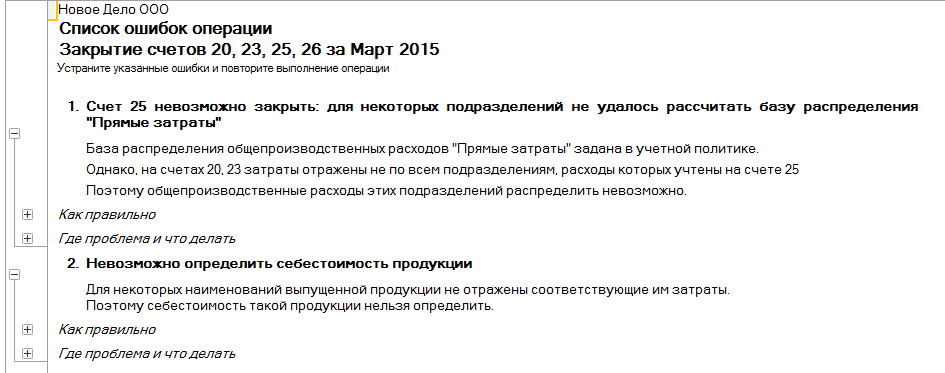 Новое Дело ООО
Список ошибок операции
Закрытие счетов 20, 23, 25, 26 за Март 2015
Устраните указанные ошибки и повторите выполнение операции
1. Счет 25 невозможно закрыть: для некоторых подразделений не удалось рассчитать базу распределения
"Прямые затраты"
База распределения общепроизводственных расходов "Прямые затраты" задана в учетной политике.
Однако, на счетах 20, 23 затраты отражены не по всем подразделениям, расходы которых учтены на счете 25
Поэтому общепроизводственные расходы этих подразделений распределить невозможно.
Как правильно
Где проблема и что делать
2. Невозможно определить себестоимость продукции
Для некоторых наименований выпущенной продукции не отражены соответствующие им затраты.
Поэтому себестоимость такой продукции нельзя определить.
Как правильно
Где проблема и что делать